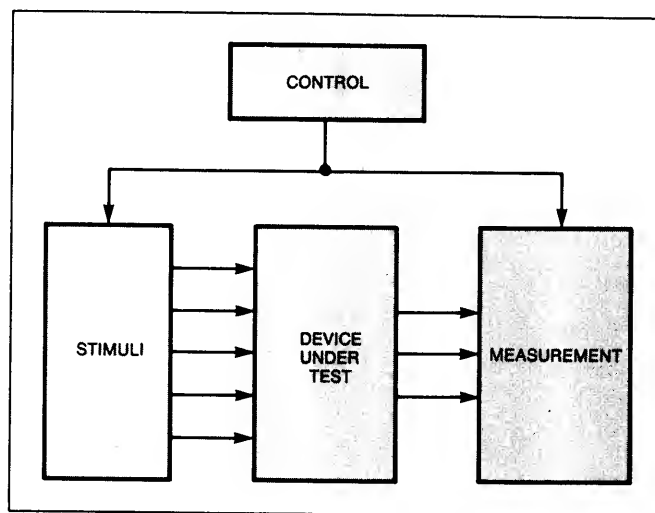 CONTROL
STIMULI
DEVICE
UNDER
TEST
MEASUREMENT